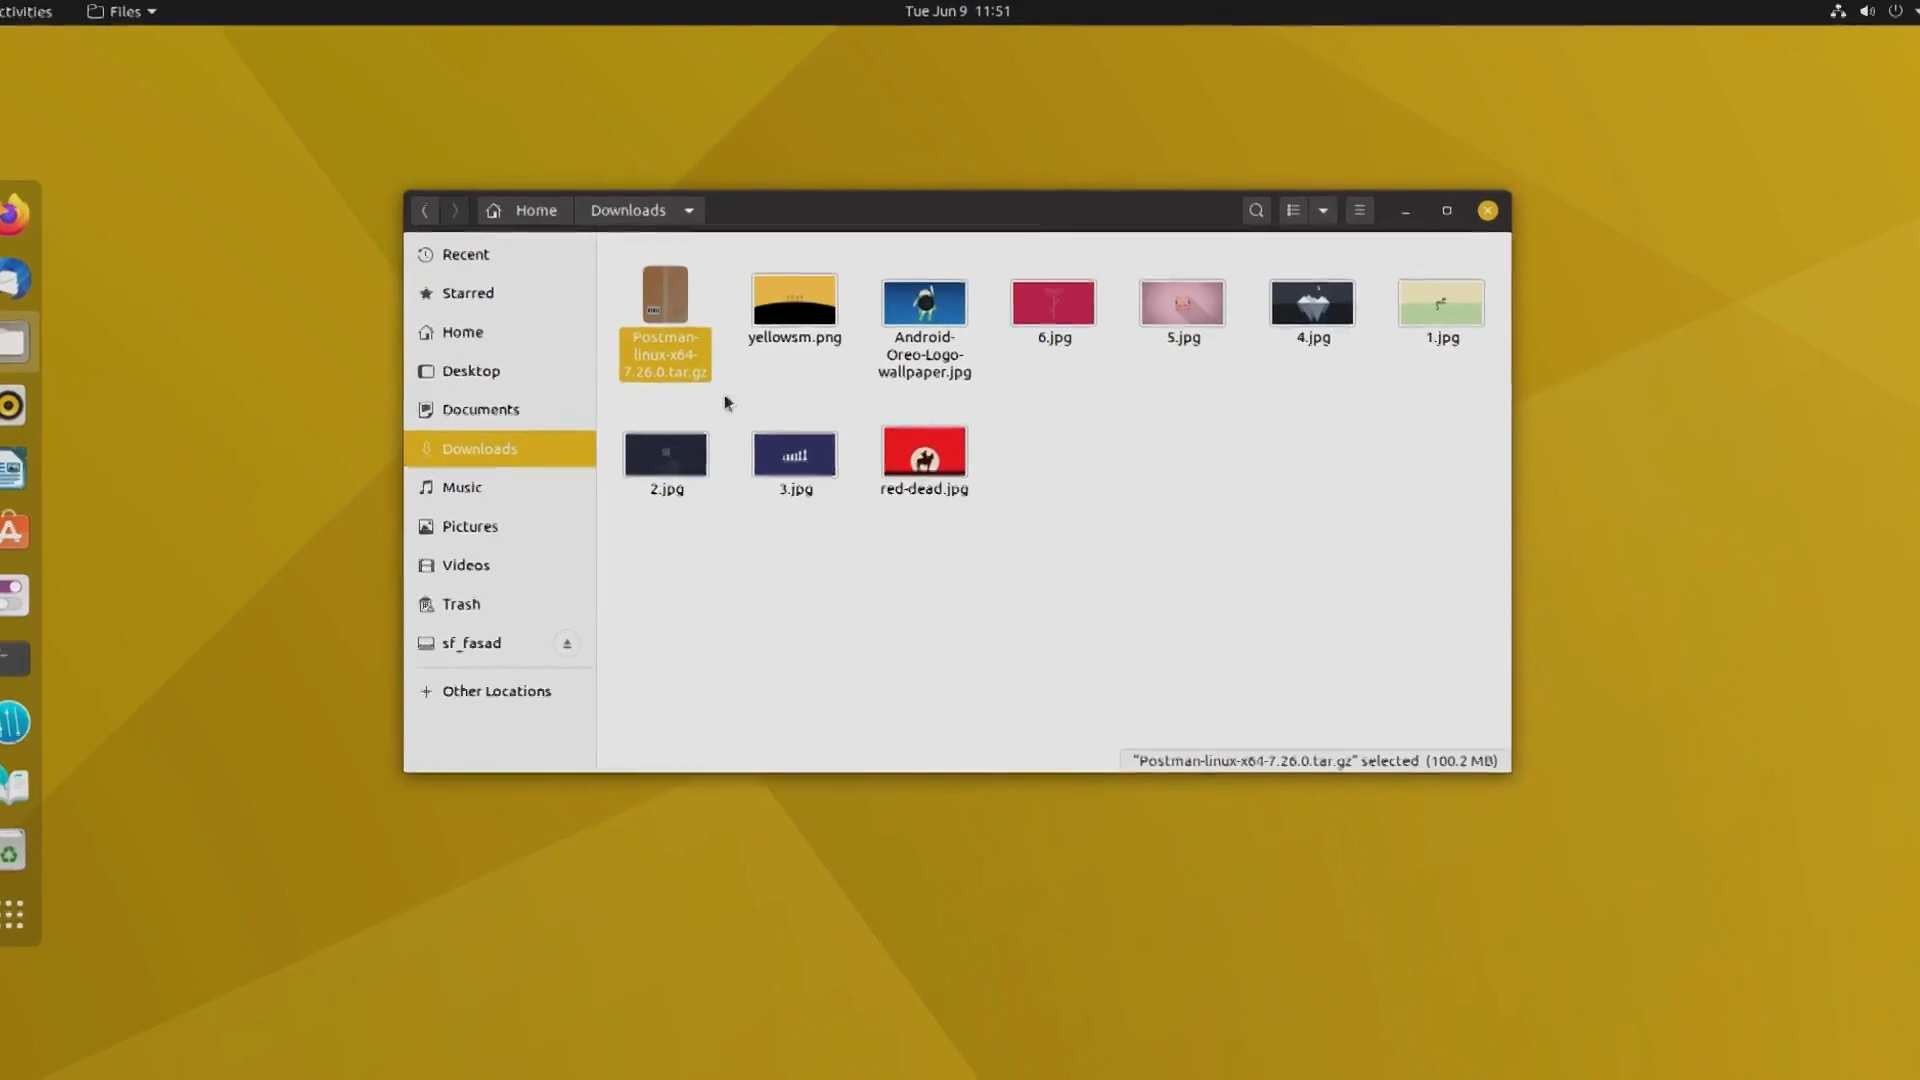 ctivities
Files
Tue Jun 9 11:51
Home
Downloads
Recent
Starred
Home
Desktop
Documents
Downloads
Music
Pictures
Videos
Trash
sf_fasad
Other Locations
Postman-
linux-x64-
7.26.0.tar.gz
yellowsm.png
Android-
Oreo-Logo-
wallpaper.jpg
6.jpg
5.jpg
4.jpg
1.jpg
2.jpg
3.jpg
red-dead.jpg
"Postman-linux-x64-7.26.0.tar.gz" selected (100.2 MB)